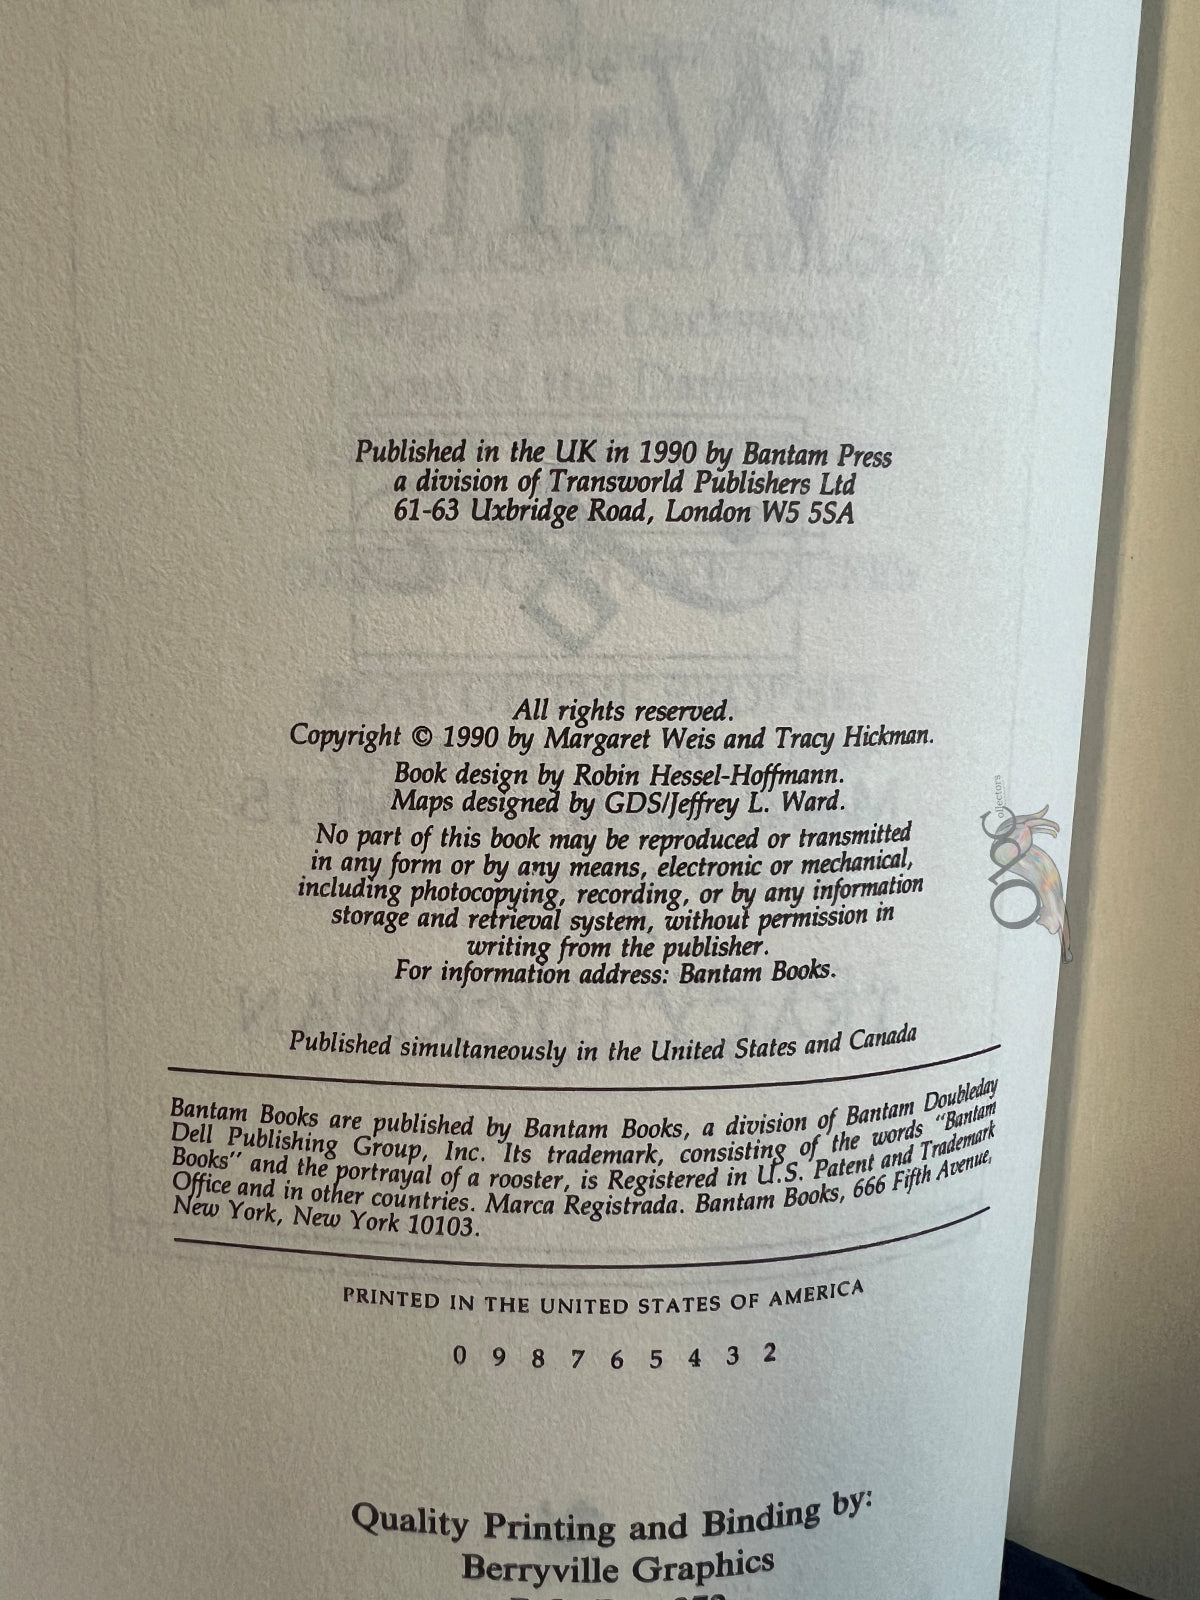 Published in the UK in 1990 by Bantam Press
a division of Transworld Publishers Ltd
61-63 Uxbridge Road, London W5 5SA
All rights reserved.
Copyright © 1990 by Margaret Weis and Tracy Hickman.
Book design by Robin Hessel-Hoffmann.
Maps designed by GDS/Jeffrey L. Ward.
No part of this book may be reproduced or transmitted
in any form or by any means, electronic or mechanical,
including photocopying, recording, or by any information
storage and retrieval system, without permission in
writing from the publisher.
For information address: Bantam Books.
Published simultaneously in the United States and Canada
Bantam Books are published by Bantam Books, a division of Bantam Doubleday
Dell Publishing Group, Inc. Its trademark, consisting of the words "Bantam
Books" and the portrayal of a rooster, is Registered in U.S. Patent and Trademark
Office and in other countries. Marca Registrada. Bantam Books, 666 Fifth Avenue,
New York, New York 10103.
PRINTED IN THE UNITED STATES OF AMERICA
0 9 8 7 6 5 4 3 2
Quality Printing and Binding by:
Berryville Graphics